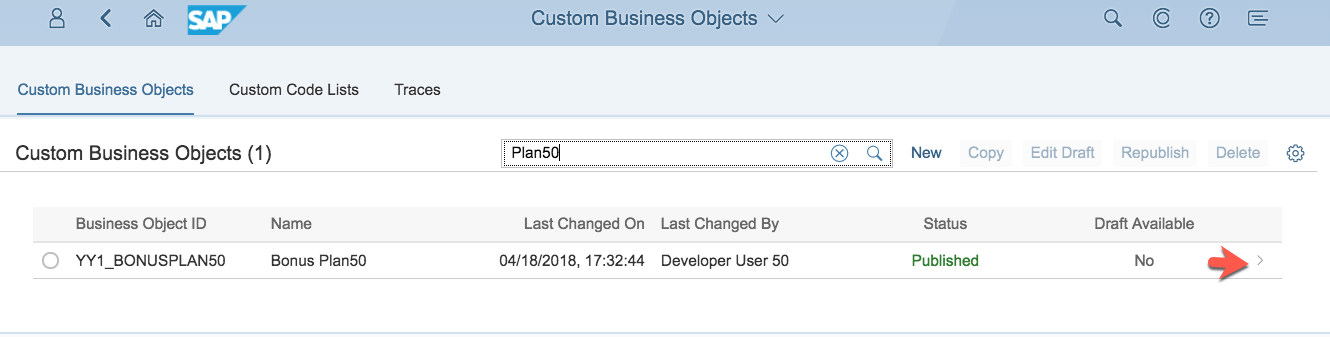 SAP Custom Business Objects
Custom Business Objects Custom Code Lists Traces
Custom Business Objects (1) Plan50 New Copy Edit Draft Republish Delete
Business Object ID Name Last Changed On Last Changed By Status Draft Available
YY1_BONUSPLAN50 Bonus Plan50 04/18/2018, 17:32:44 Developer User 50 Published No